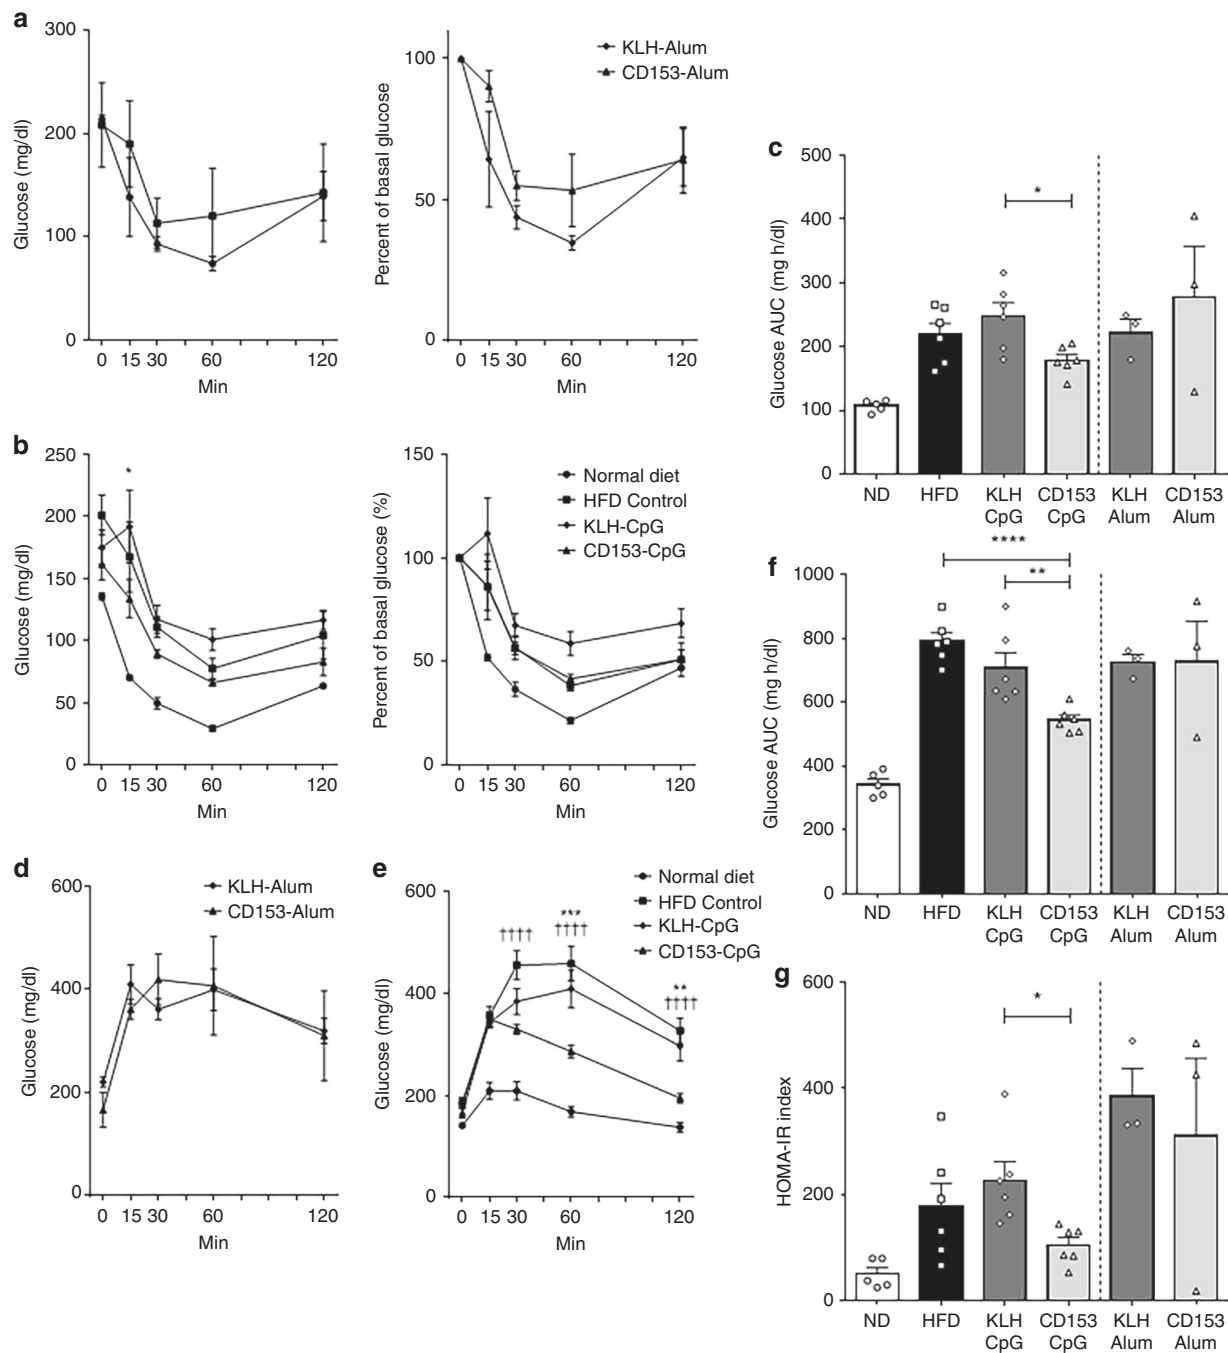 a
300
200
100
0
Glucose (mg/dl)
0 15 30 60 120
Min
100
50
0
Percent of basal glucose
KLH-Alum
CD153-Alum
0 15 30 60 120
Min
b
250
200
150
100
50
0
Glucose (mg/dl)
*
0 15 30 60 120
Min
150
100
50
0
Percent of basal glucose (%)
Normal diet
HFD Control
KLH-CpG
CD153-CpG
0 15 30 60 120
Min
c
500
400
300
200
100
0
Glucose AUC (mg h/dl)
*
ND HFD KLH CD153 KLH CD153
CpG CpG Alum Alum
d
600
400
200
0
Glucose (mg/dl)
KLH-Alum
CD153-Alum
0 15 30 60 120
Min
e
600
400
200
0
Glucose (mg/dl)
Normal diet
HFD Control
KLH-CpG
CD153-CpG
***
†††† ††††
**
††††
0 15 30 60 120
Min
f
1000
800
600
400
200
0
Glucose AUC (mg h/dl)
****
**
ND HFD KLH CD153 KLH CD153
CpG CpG Alum Alum
g
600
400
200
0
HOMA-IR index
*
ND HFD KLH CD153 KLH CD153
CpG CpG Alum Alum